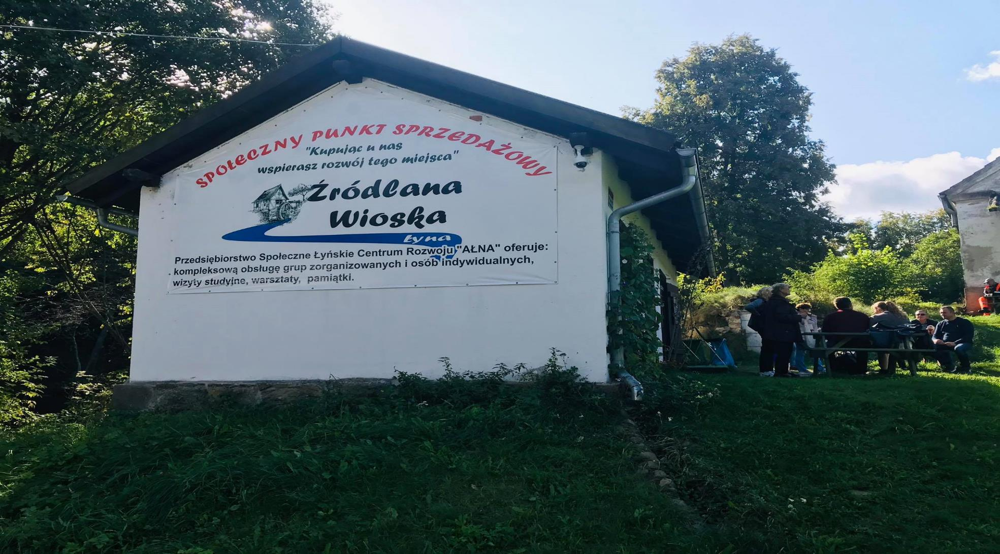 SPOŁECZNY PUNKT SPRZEDAŻOWY
"Kupując u nas
wspierasz rozwój tego miejsca"
Źródlana
Wioska
Łyna
Przedsiębiorstwo Społeczne Łyńskie Centrum Rozwoju "AŁNA" oferuje:
kompleksową obsługę grup zorganizowanych i osób indywidualnych,
wizyty studyjne, warsztaty, pamiątki.